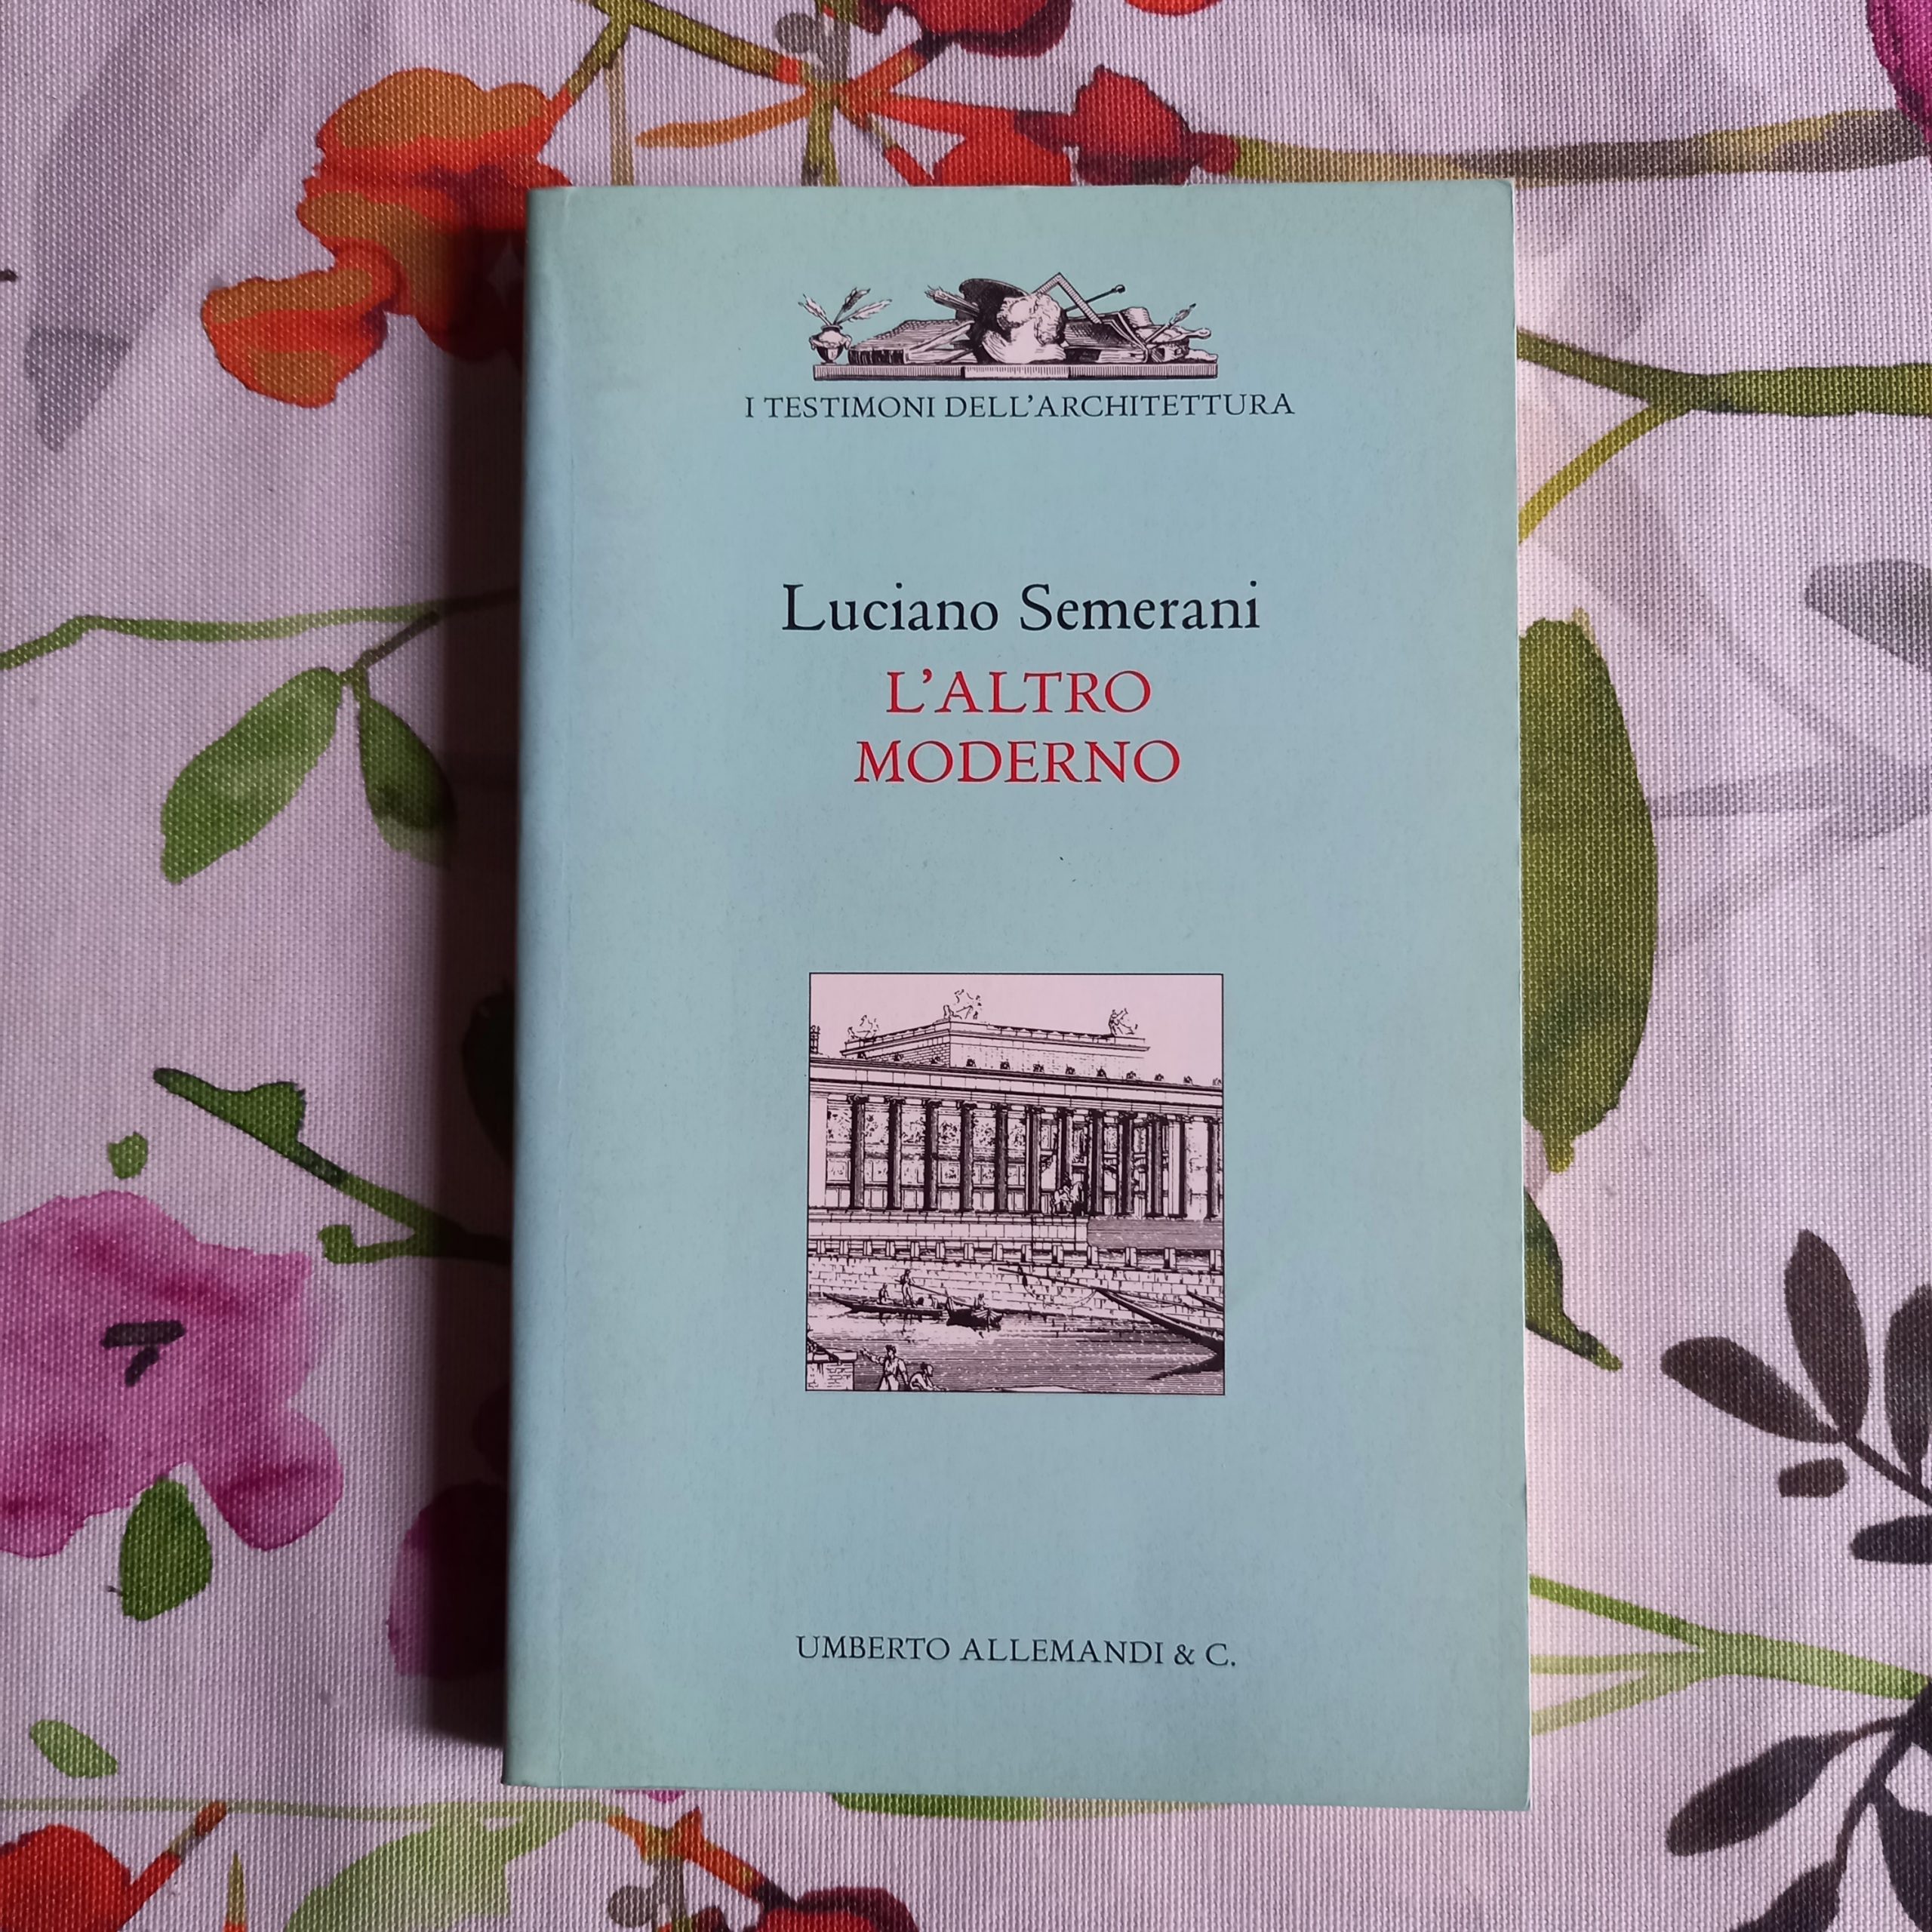 I TESTIMONI DELL'ARCHITETTURA
Luciano Semerani
L'ALTRO
MODERNO
UMBERTO ALLEMANDI & C.